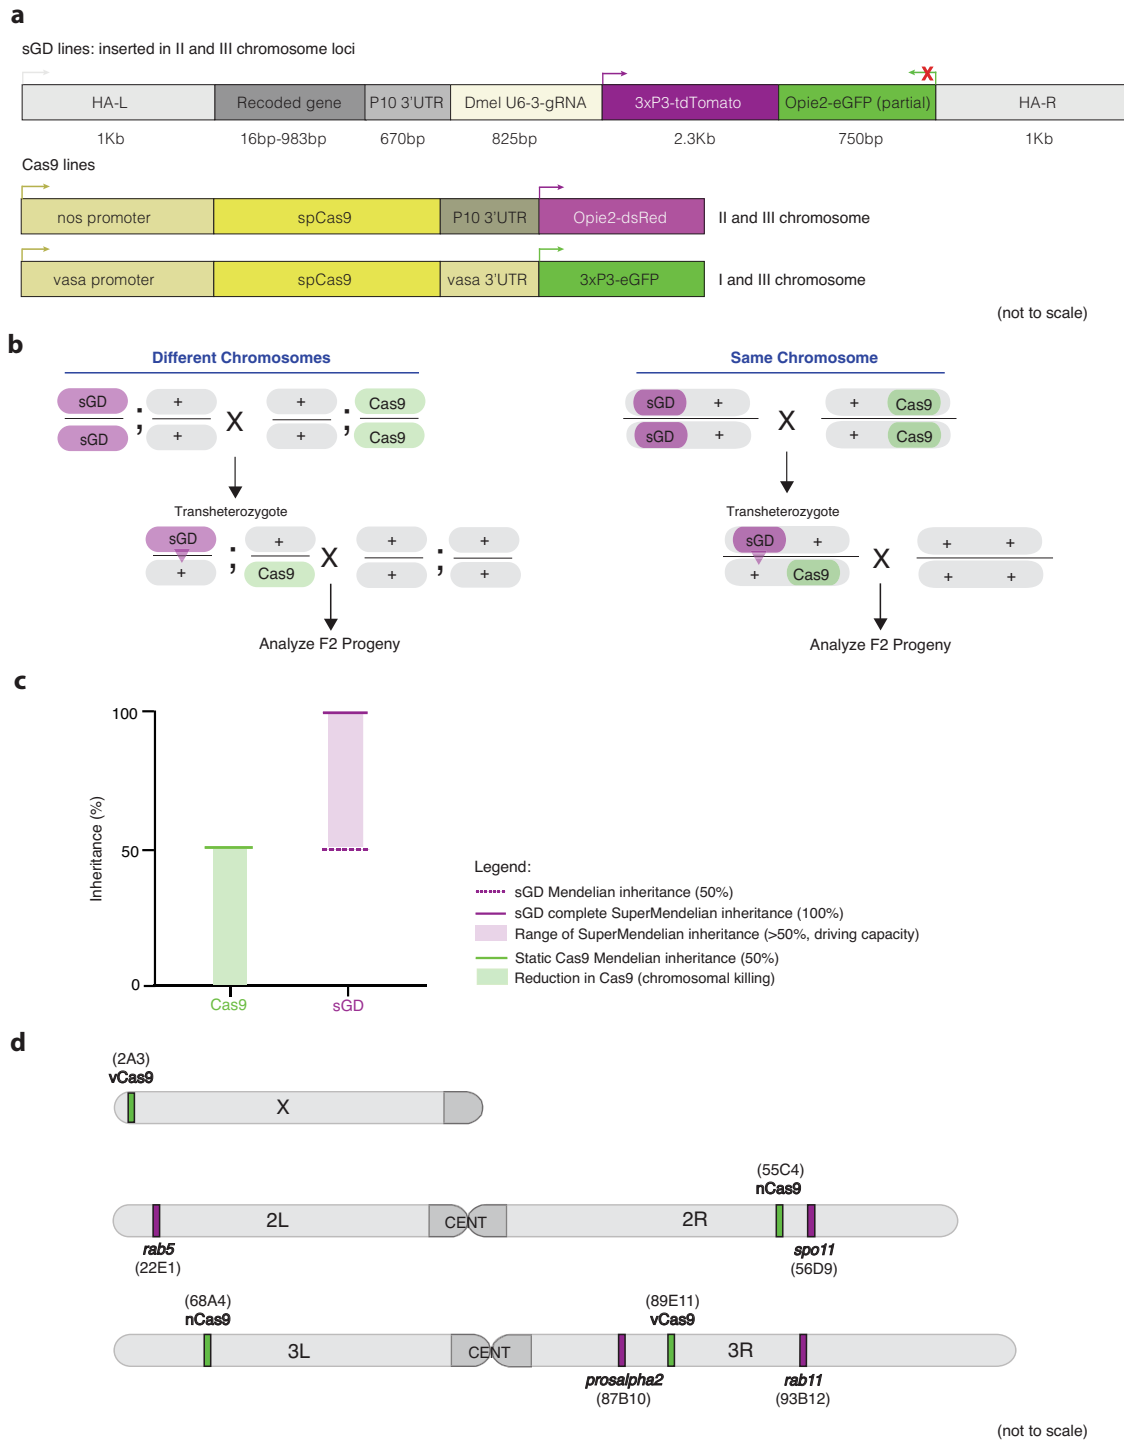 a
sGD lines: inserted in II and III chromosome loci
X
HA-L Recoded gene P10 3'UTR Dmel U6-3-gRNA 3xP3-tdTomato Opie2-eGFP (partial) HA-R
1Kb 16bp-983bp 670bp 825bp 2.3Kb 750bp 1Kb
Cas9 lines
nos promoter spCas9 P10 3'UTR Opie2-dsRed II and III chromosome
vasa promoter spCas9 vasa 3'UTR 3xP3-eGFP I and III chromosome
(not to scale)
b
Different Chromosomes
sGD + + Cas9
; X ;
sGD + + Cas9
Transheterozygote
sGD + + +
; X ;
+ Cas9 + +
Analyze F2 Progeny
Same Chromosome
sGD + + Cas9
X
sGD + + Cas9
Transheterozygote
sGD + + +
X
+ Cas9 + +
Analyze F2 Progeny
c
Inheritance (%)
100
50
0
Cas9 sGD
Legend:
sGD Mendelian inheritance (50%)
sGD complete SuperMendelian inheritance (100%)
Range of SuperMendelian inheritance (>50%, driving capacity)
Static Cas9 Mendelian inheritance (50%)
Reduction in Cas9 (chromosomal killing)
d
(2A3)
vCas9
X
(55C4)
nCas9
2L CENT 2R
rab5 spo11
(22E1) (56D9)
(68A4) (89E11)
nCas9 vCas9
3L CENT 3R
prosalpha2 rab11
(87B10) (93B12)
(not to scale)